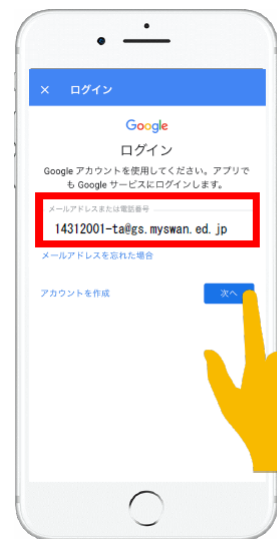 × ログイン
Google
ログイン
Google アカウントを使用してください。アプリで
も Google サービスにログインします。
メールアドレスまたは電話番号
14312001-ta@gs.myswan.ed.jp
メールアドレスを忘れた場合
アカウントを作成 次へ